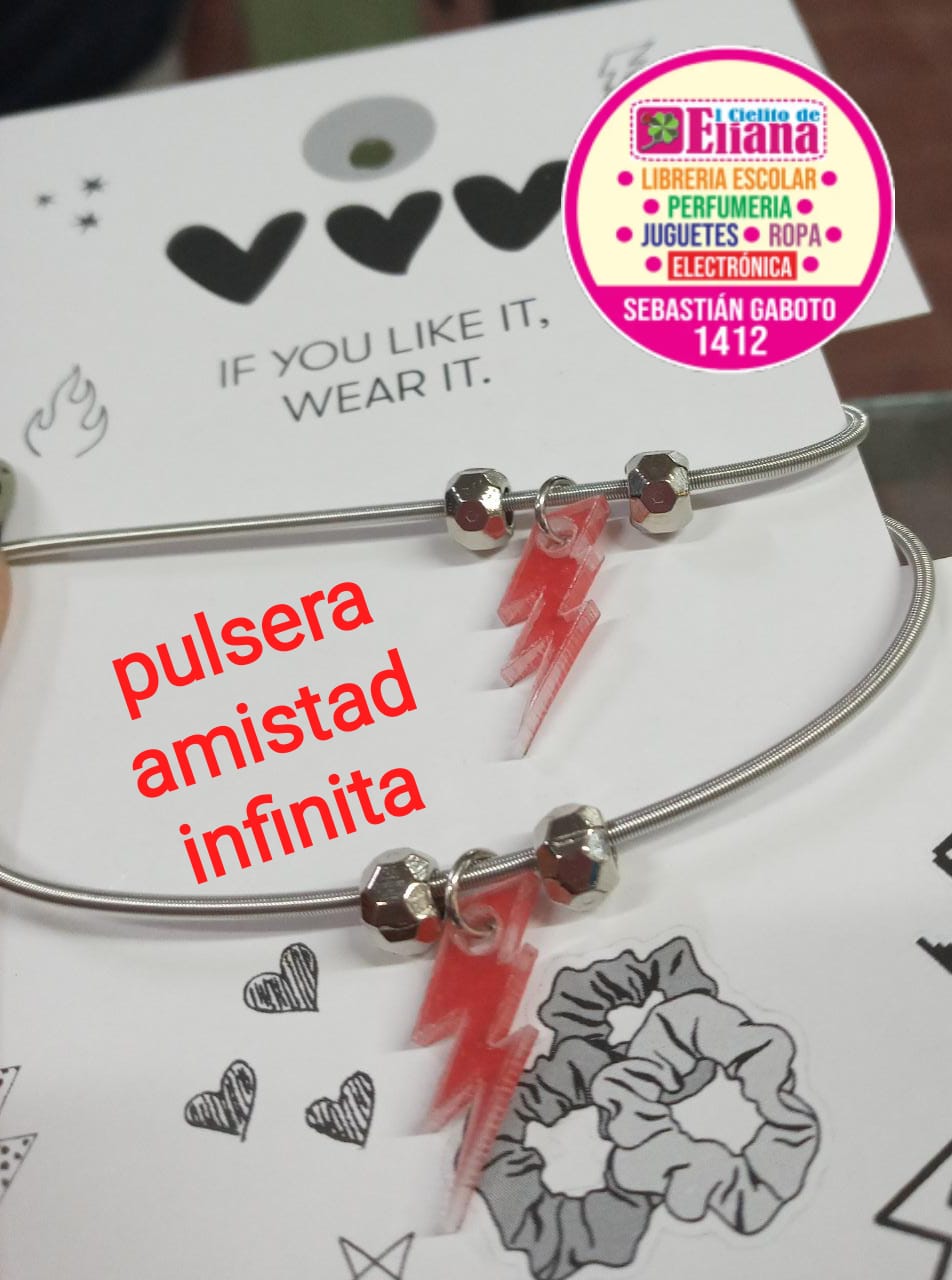 El Cielito de
Eliana
• LIBRERIA ESCOLAR •
• PERFUMERIA •
• JUGUETES • ROPA •
• ELECTRÓNICA •
SEBASTIÁN GABOTO
1412
IF YOU LIKE IT,
WEAR IT.
pulsera
amistad
infinita